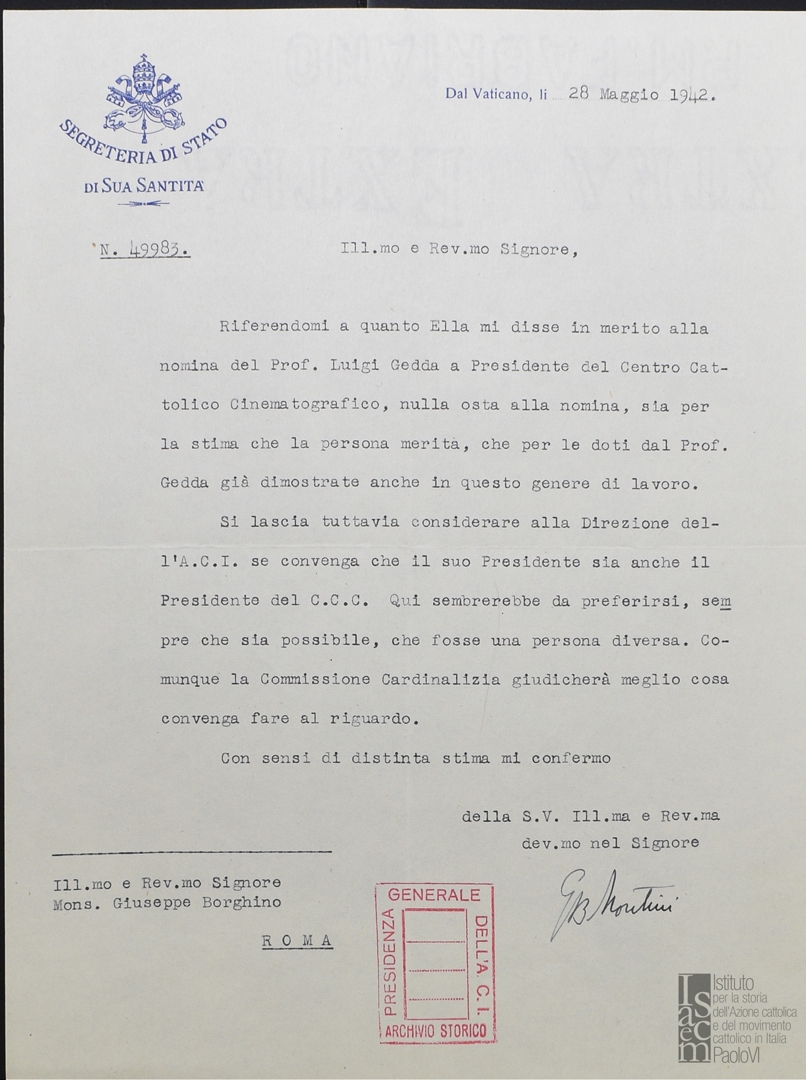 SEGRETERIA DI STATO
DI SUA SANTITÀ
Dal Vaticano, li 28 Maggio 1942.
N. 49983.
Ill.mo e Rev.mo Signore,
Riferendomi a quanto Ella mi disse in merito alla
nomina del Prof. Luigi Gedda a Presidente del Centro Cat-
tolico Cinematografico, nulla osta alla nomina, sia per
la stima che la persona merita, che per le doti dal Prof.
Gedda già dimostrate anche in questo genere di lavoro.
Si lascia tuttavia considerare alla Direzione del-
l'A.C.I. se convenga che il suo Presidente sia anche il
Presidente del C.C.C. Qui sembrerebbe da preferirsi, sem
pre che sia possibile, che fosse una persona diversa. Co-
munque la Commissione Cardinalizia giudicherà meglio cosa
convenga fare al riguardo.
Con sensi di distinta stima mi confermo
della S.V. Ill.ma e Rev.ma
dev.mo nel Signore
GB Montini
Ill.mo e Rev.mo Signore
Mons. Giuseppe Borghino
ROMA
PRESIDENZA
GENERALE
DELL'A.C.I.
ARCHIVIO STORICO
Isacem
Istituto
per la storia
dell'Azione cattolica
e del movimento
cattolico in Italia
PaoloVI